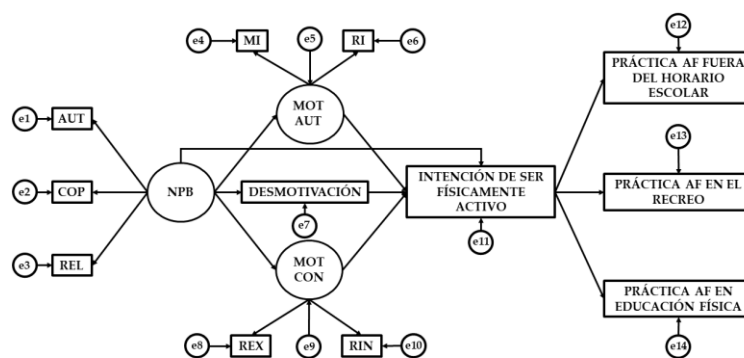 e12
e4
MI
e5
RI
e6
PRÁCTICA AF FUERA
DEL HORARIO
ESCOLAR
e1
AUT
MOT
AUT
e13
e2
COP
NPB
DESMOTIVACIÓN
INTENCIÓN DE SER
FÍSICAMENTE
ACTIVO
PRÁCTICA AF EN EL
RECREO
e7
e11
e3
REL
MOT
CON
PRÁCTICA AF EN
EDUCACIÓN FÍSICA
e8
REX
e9
RIN
e10
e14